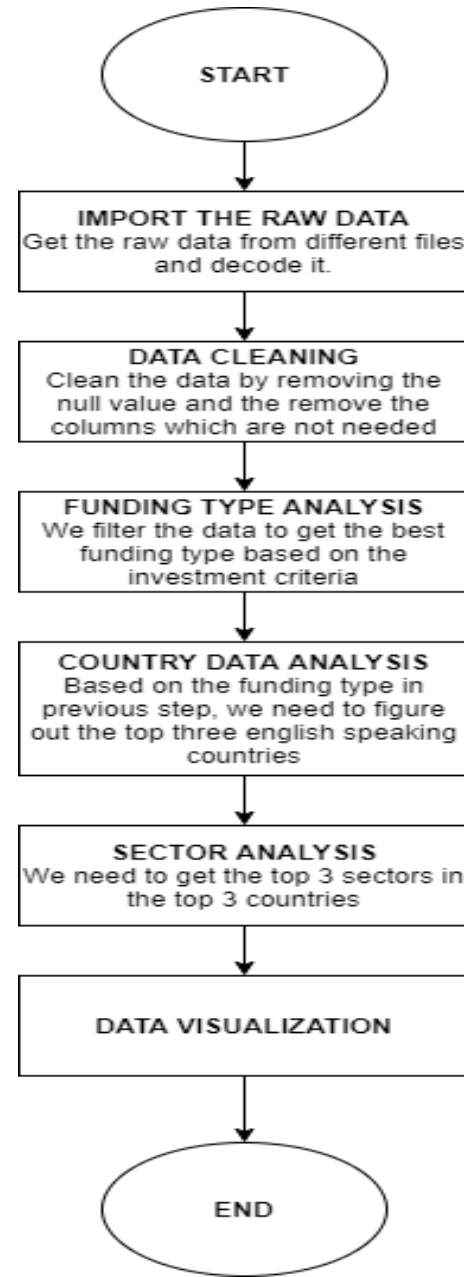 START
IMPORT THE RAW DATA
Get the raw data from different files
and decode it.
DATA CLEANING
Clean the data by removing the
null value and the remove the
columns which are not needed
FUNDING TYPE ANALYSIS
We filter the data to get the best
funding type based on the
investment criteria
COUNTRY DATA ANALYSIS
Based on the funding type in
previous step, we need to figure
out the top three english speaking
countries
SECTOR ANALYSIS
We need to get the top 3 sectors in
the top 3 countries
DATA VISUALIZATION
END